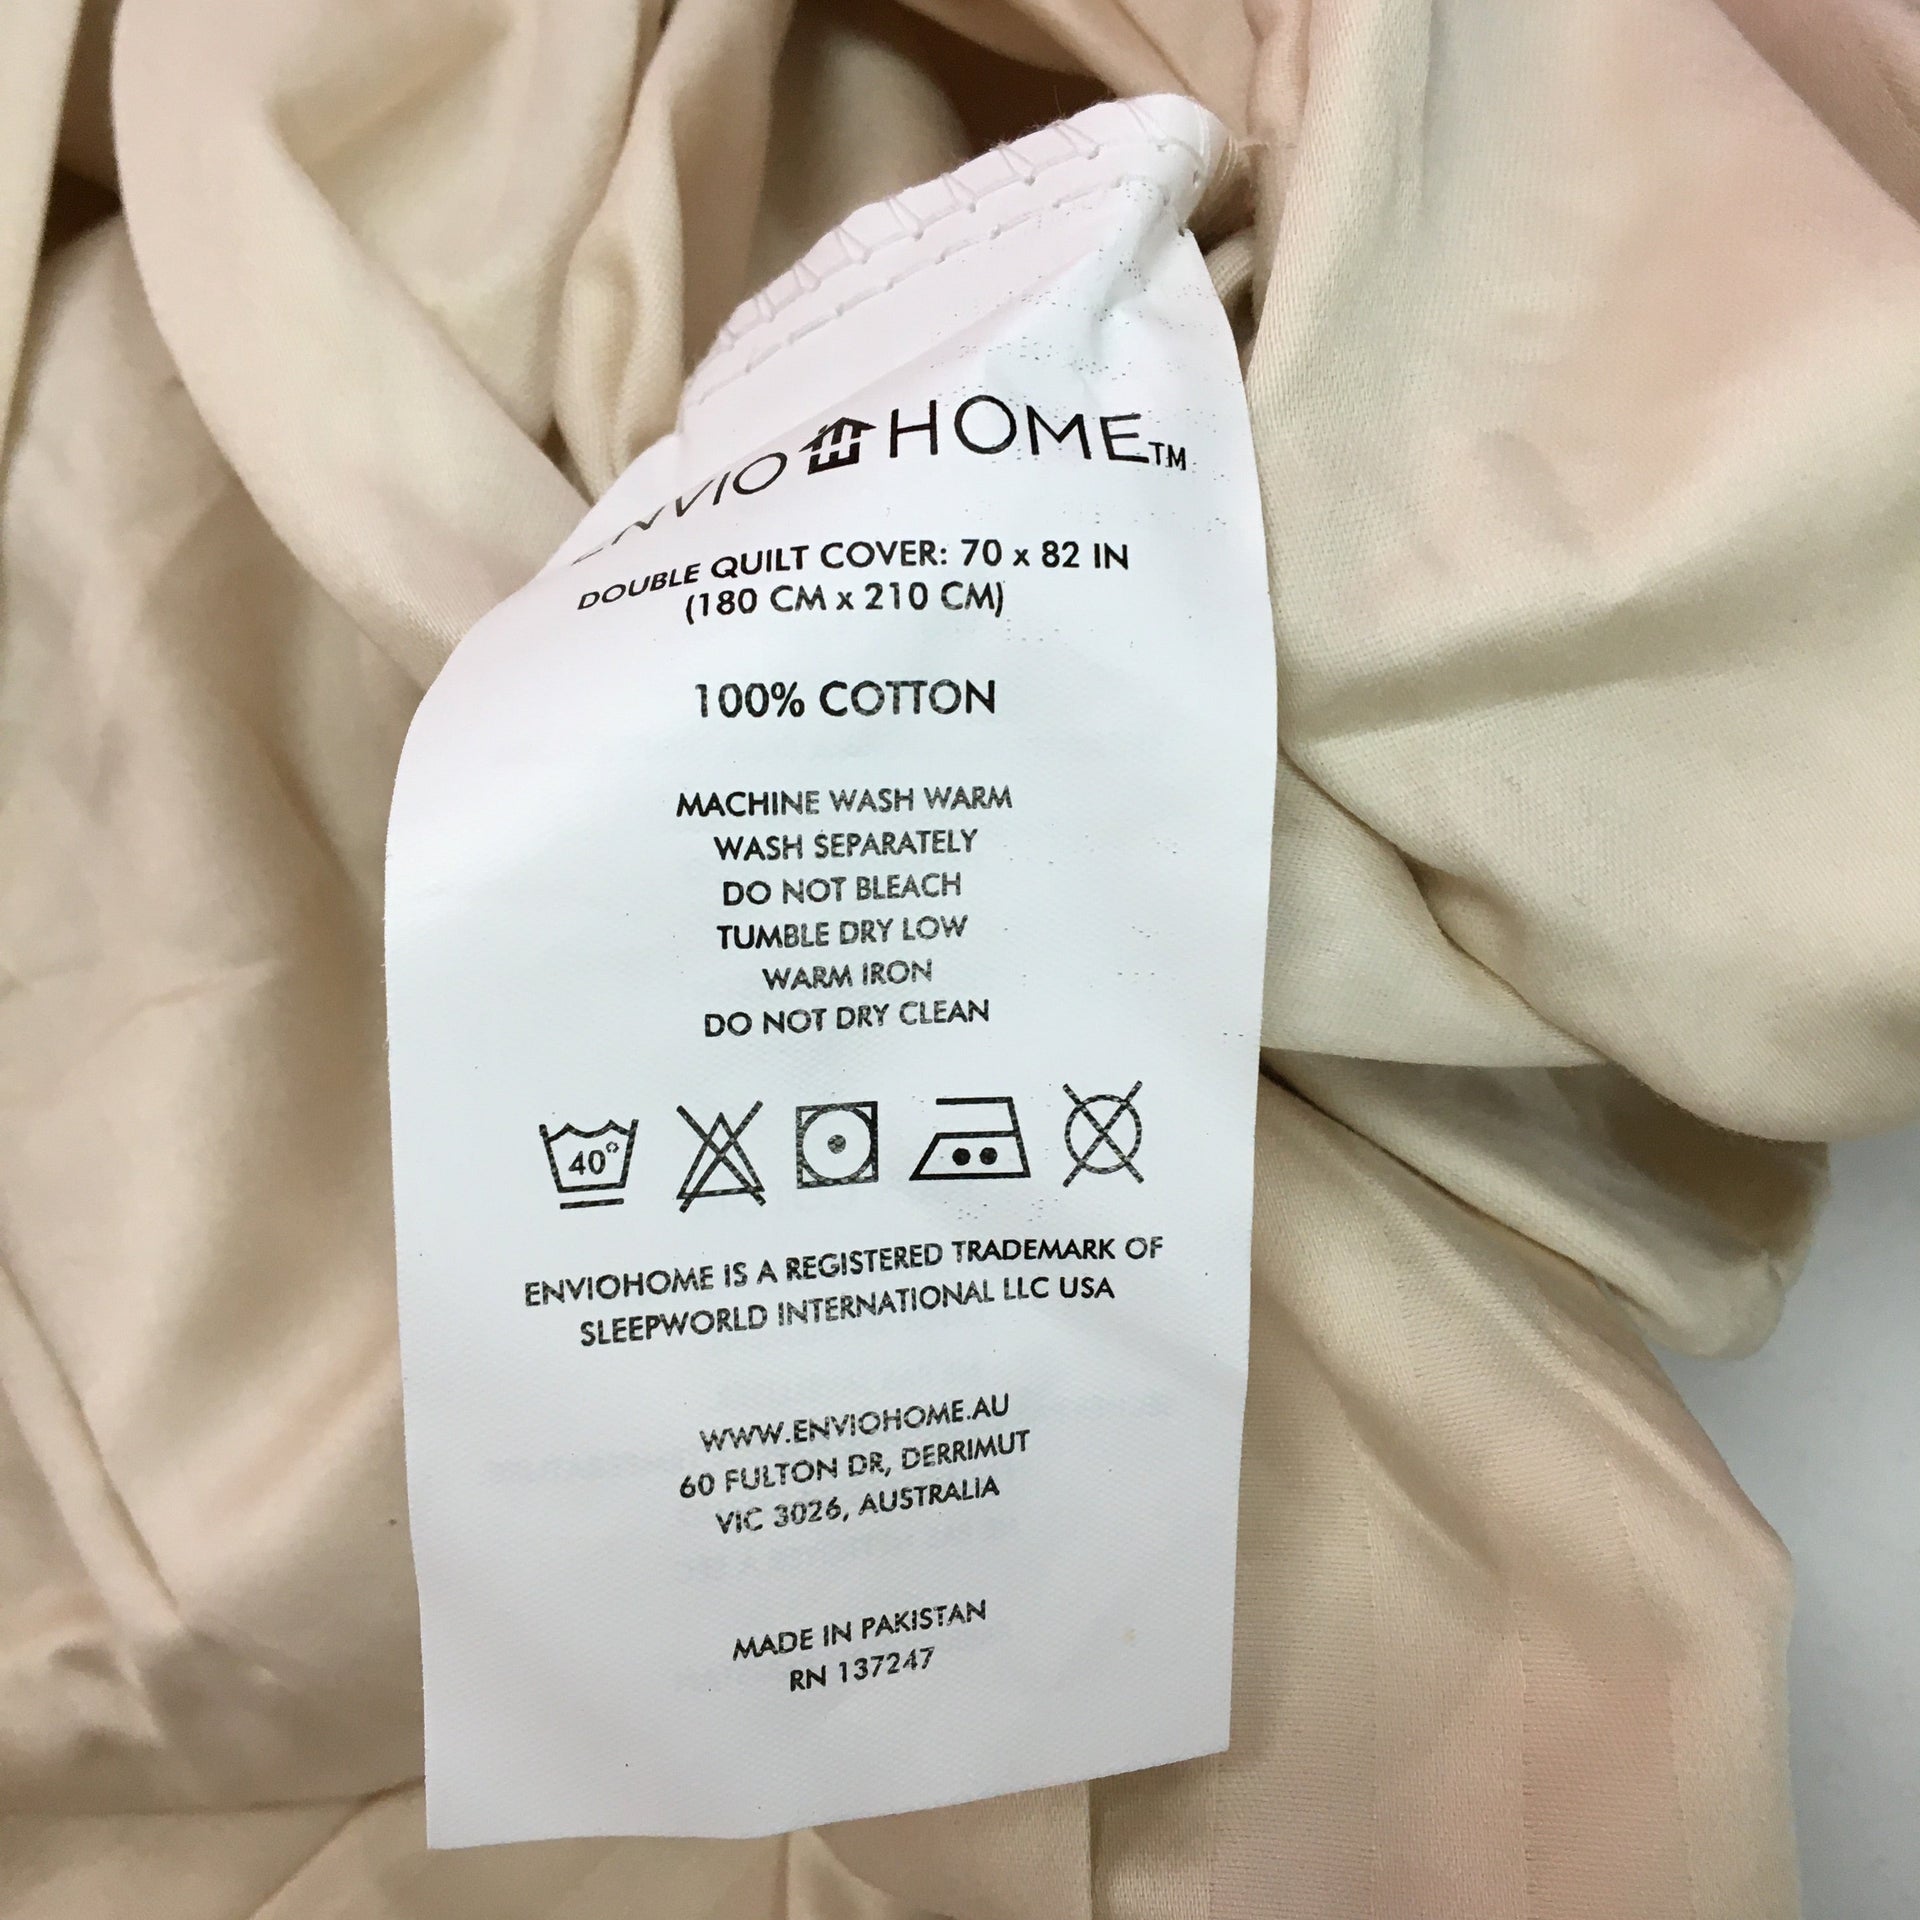 ENVIO HOME™
DOUBLE QUILT COVER: 70 x 82 IN
(180 CM x 210 CM)
100% COTTON
MACHINE WASH WARM
WASH SEPARATELY
DO NOT BLEACH
TUMBLE DRY LOW
WARM IRON
DO NOT DRY CLEAN
40°
ENVIOHOME IS A REGISTERED TRADEMARK OF
SLEEPWORLD INTERNATIONAL LLC USA
WWW.ENVIOHOME.AU
60 FULTON DR, DERRIMUT
VIC 3026, AUSTRALIA
MADE IN PAKISTAN
RN 137247